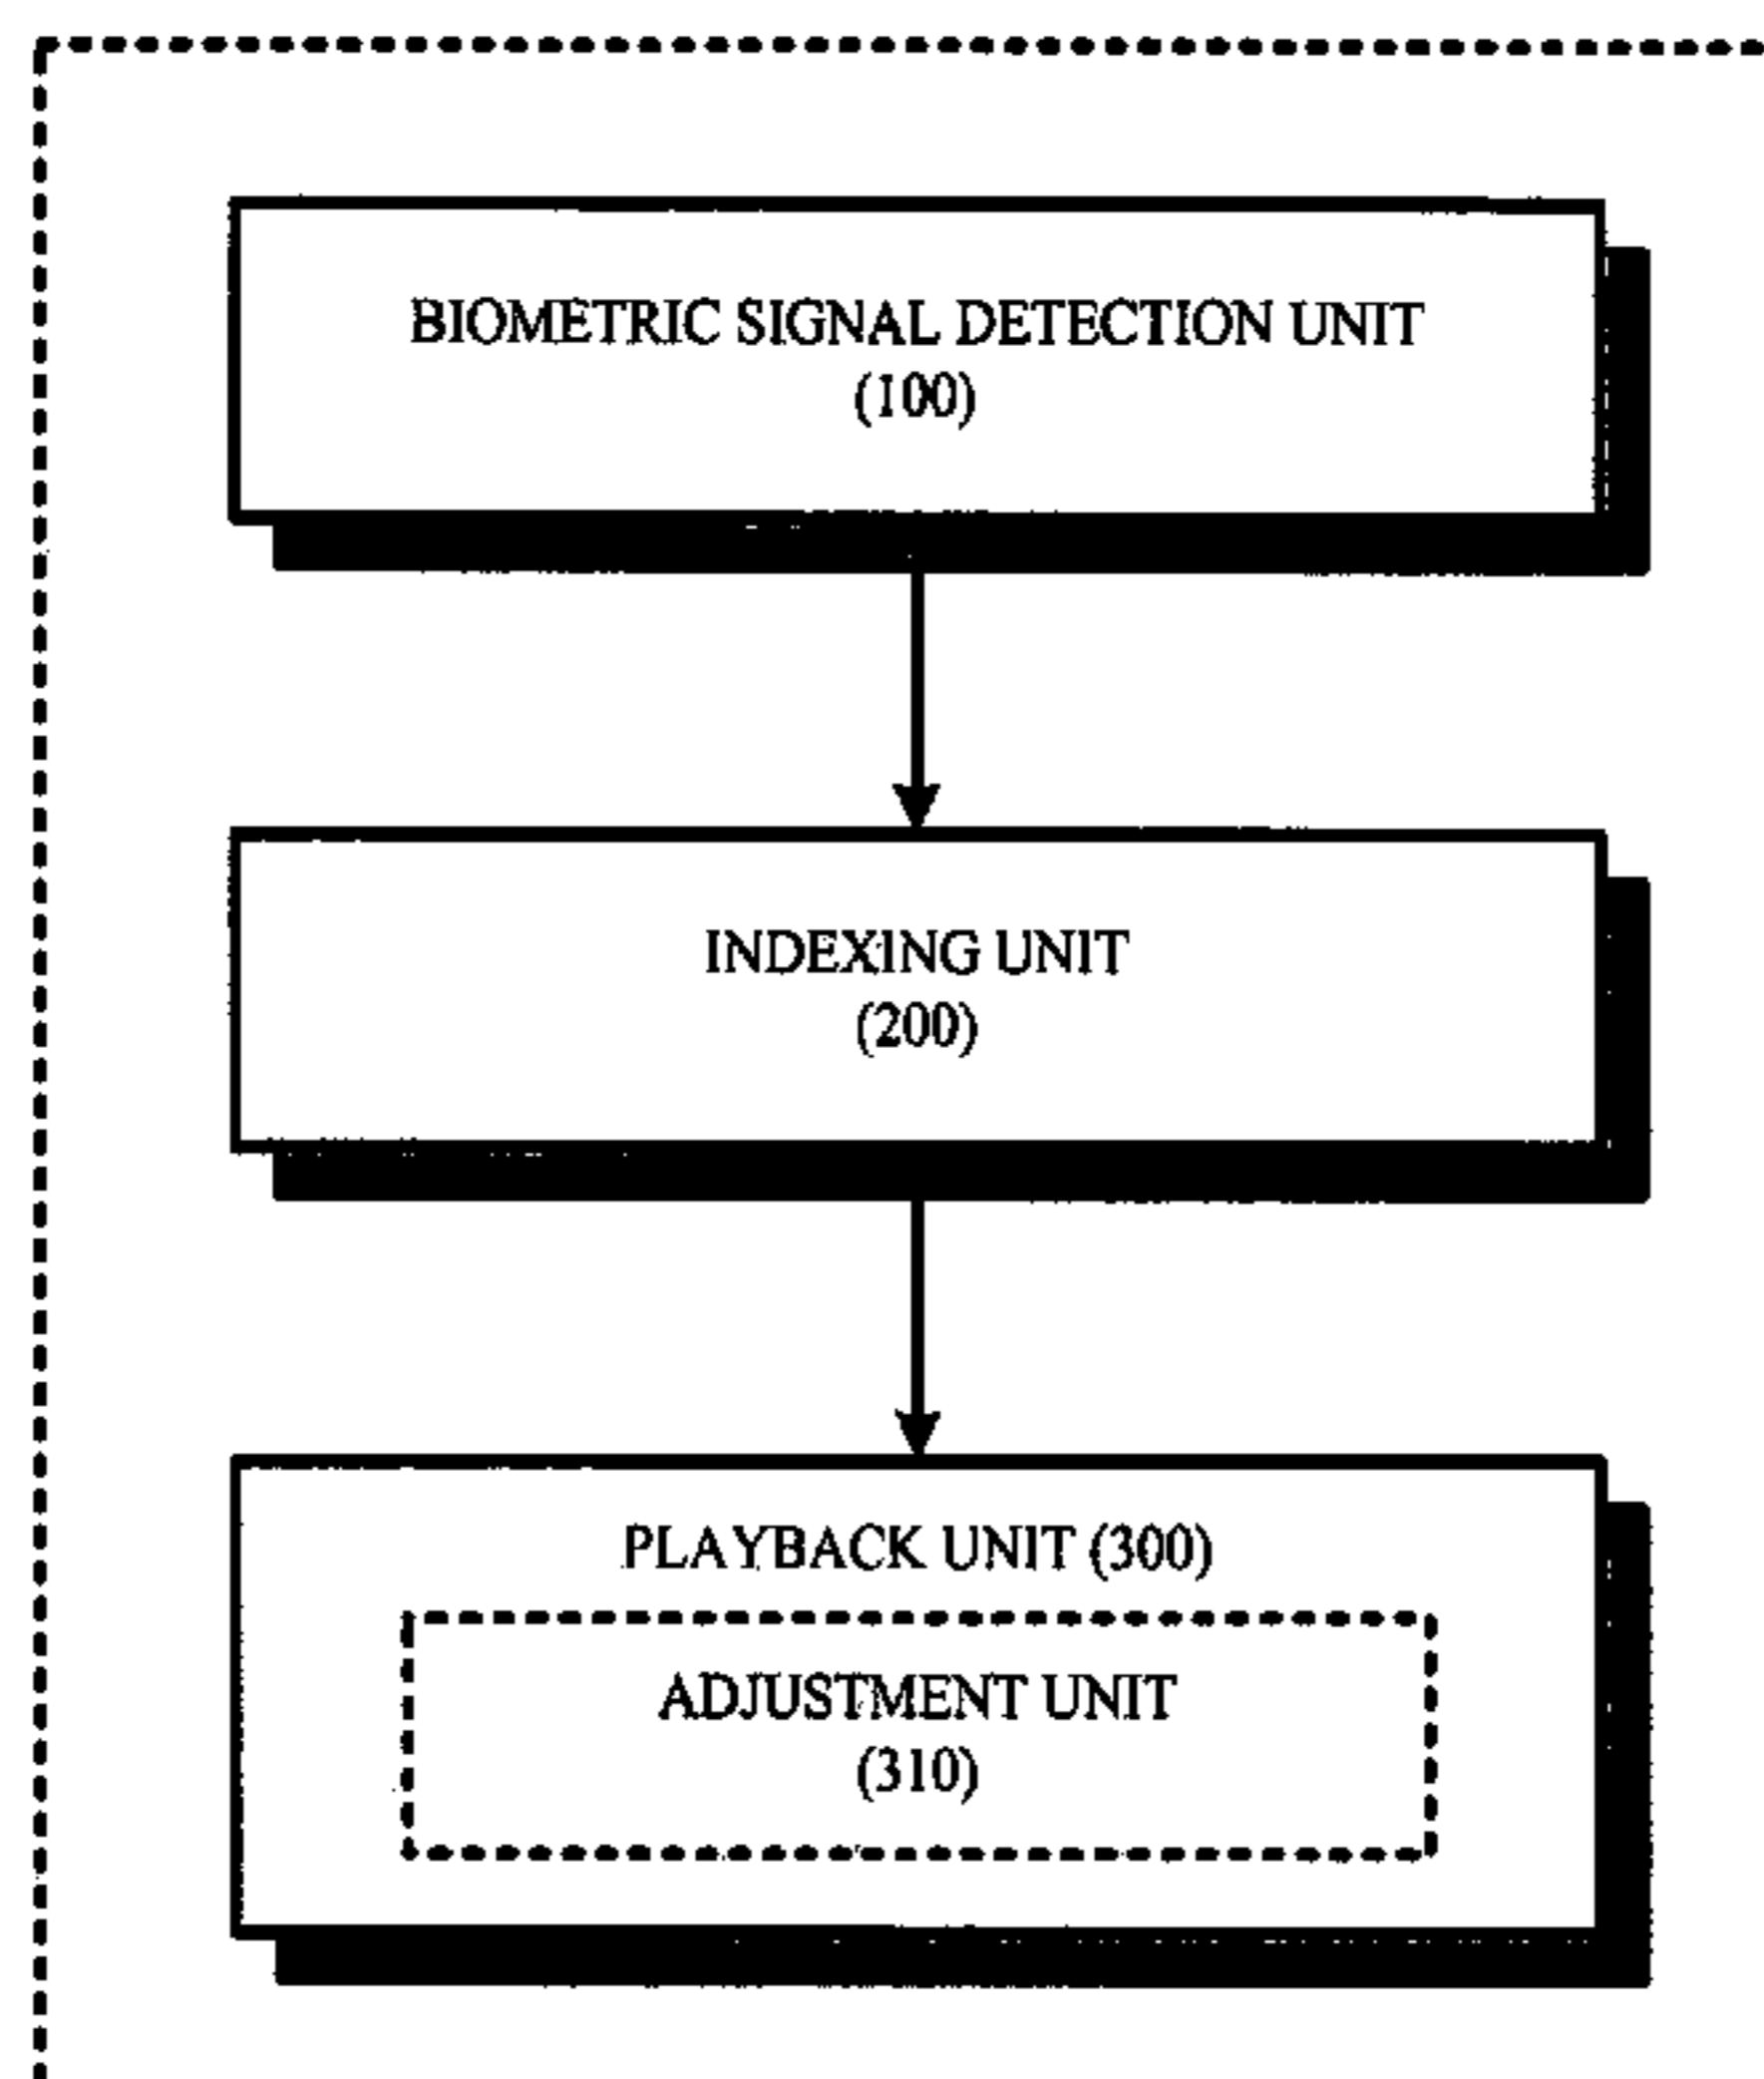 BIOMETRIC SIGNAL DETECTION UNIT
(100)
INDEXING UNIT
(200)
PLAYBACK UNIT (300)
ADJUSTMENT UNIT
(310)